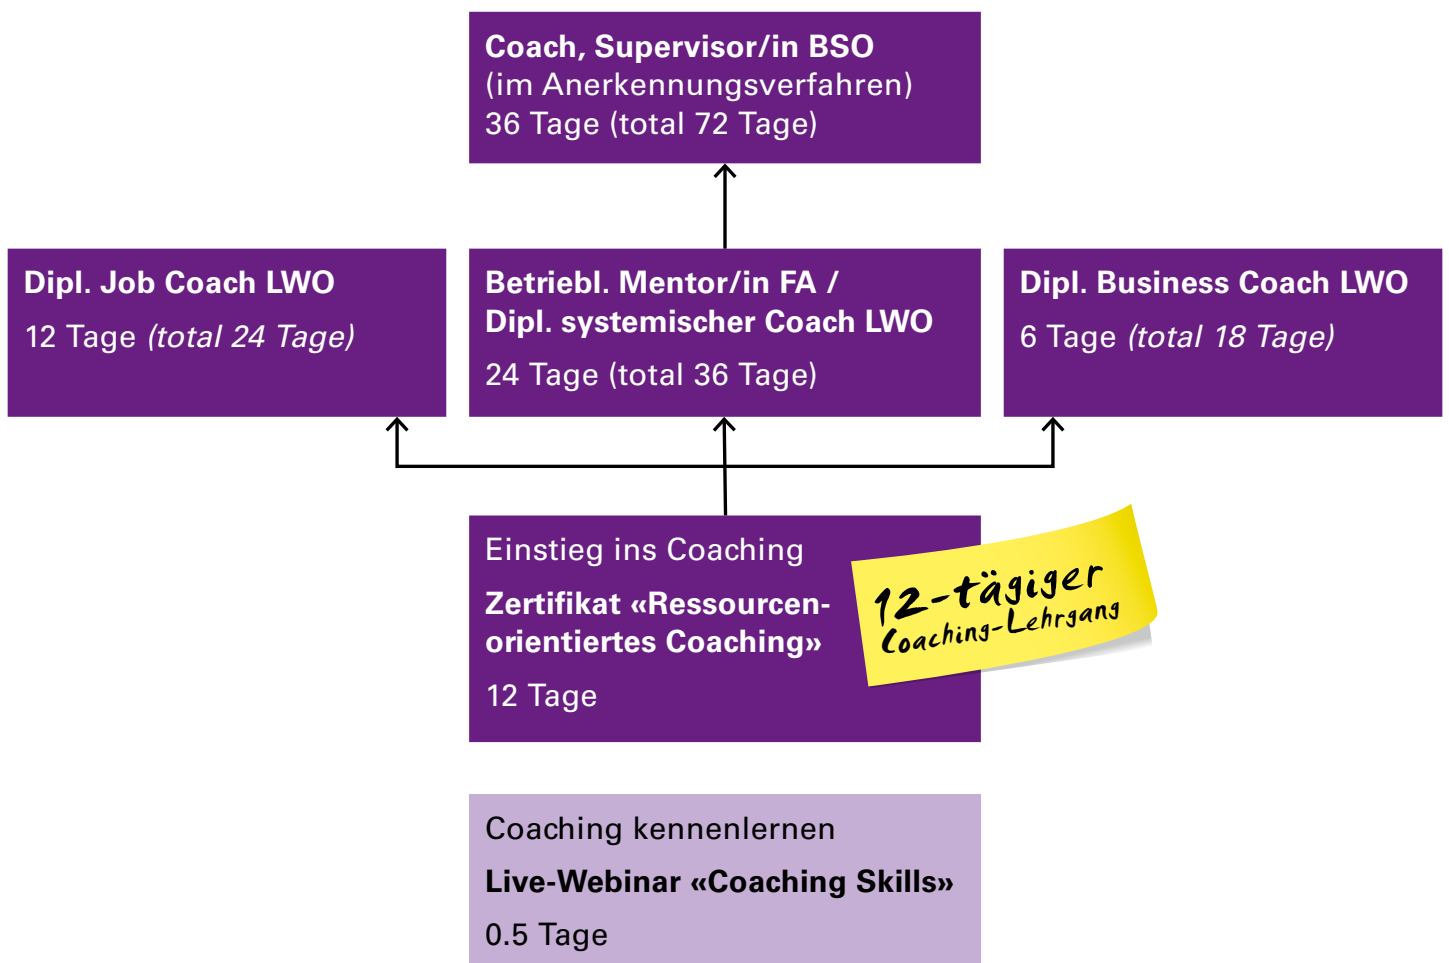 Coach, Supervisor/in BSO
(im Anerkennungsverfahren)
36 Tage (total 72 Tage)
Dipl. Job Coach LWO
12 Tage (total 24 Tage)
Betriebl. Mentor/in FA /
Dipl. systemischer Coach LWO
24 Tage (total 36 Tage)
Dipl. Business Coach LWO
6 Tage (total 18 Tage)
Einstieg ins Coaching
Zertifikat «Ressourcen-
orientiertes Coaching»
12 Tage
12-tägiger
Coaching-Lehrgang
Coaching kennenlernen
Live-Webinar «Coaching Skills»
0.5 Tage